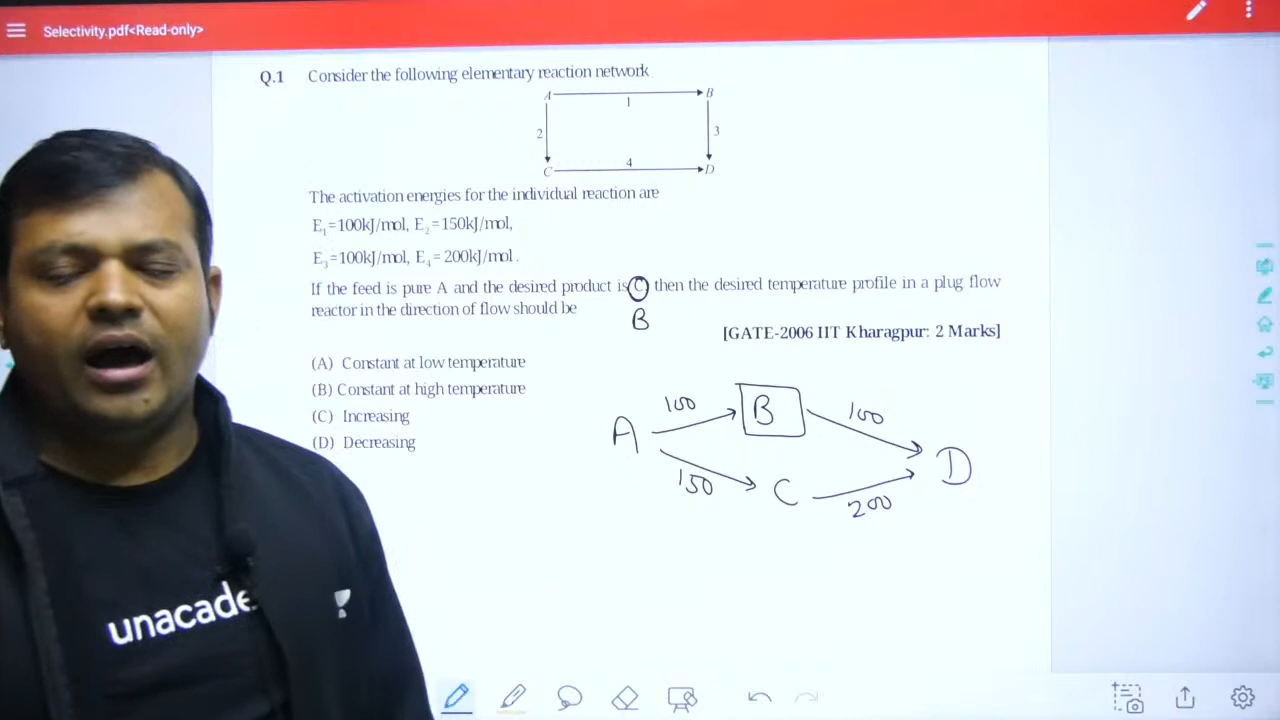 Selectivity.pdf<Read-only>
Q.1 Consider the following elementary reaction network
A B
1
2 3
4
C D
The activation energies for the individual reaction are
E₁=100kJ/mol, E₂=150kJ/mol,
E₃=100kJ/mol, E₄=200kJ/mol.
If the feed is pure A and the desired product is C then the desired temperature profile in a plug flow
reactor in the direction of flow should be
B
[GATE-2006 IIT Kharagpur: 2 Marks]
(A) Constant at low temperature
(B) Constant at high temperature
(C) Increasing
(D) Decreasing
100 B 100
A D
150 C 200
unacade